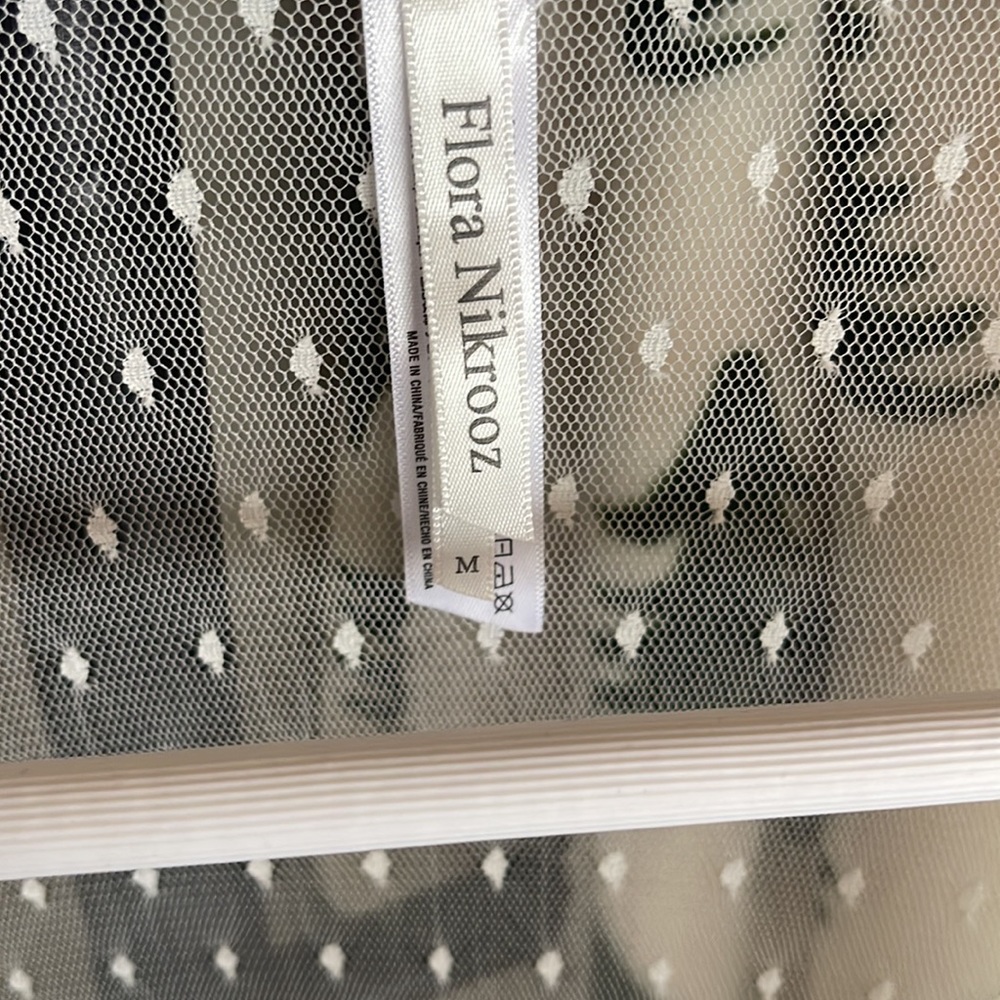 Flora Nikrooz
M
MADE IN CHINA/FABRIQUÉ EN CHINE/HECHO EN CHINA